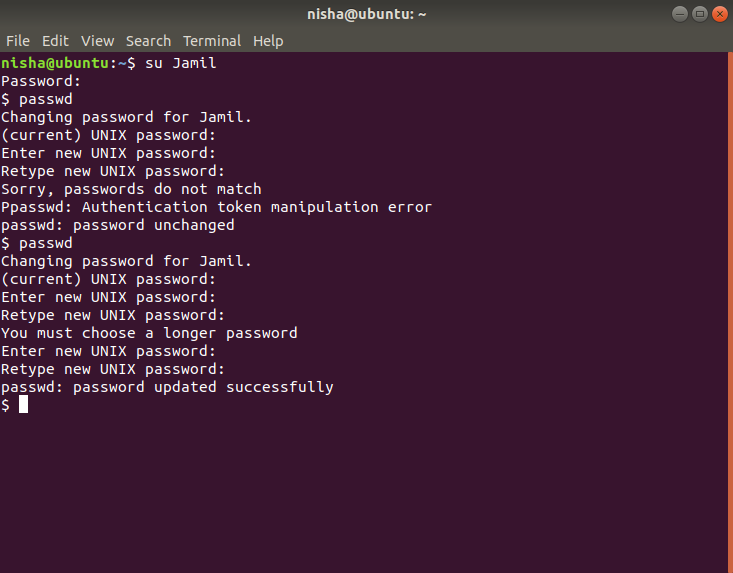 nisha@ubuntu: ~
File Edit View Search Terminal Help
nisha@ubuntu:~$ su Jamil
Password:
$ passwd
Changing password for Jamil.
(current) UNIX password:
Enter new UNIX password:
Retype new UNIX password:
Sorry, passwords do not match
Ppasswd: Authentication token manipulation error
passwd: password unchanged
$ passwd
Changing password for Jamil.
(current) UNIX password:
Enter new UNIX password:
Retype new UNIX password:
You must choose a longer password
Enter new UNIX password:
Retype new UNIX password:
passwd: password updated successfully
$